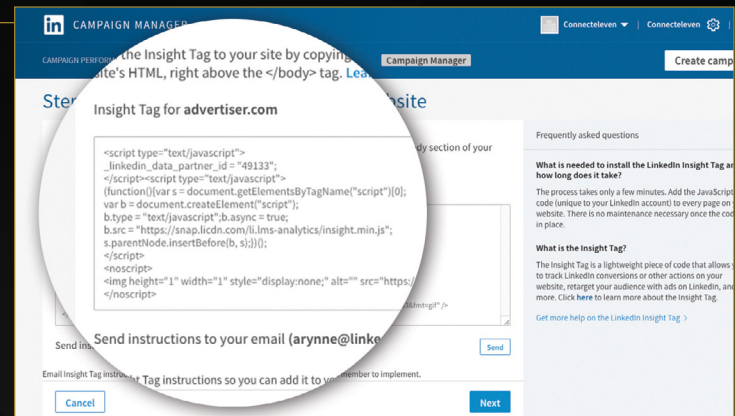 in CAMPAIGN MANAGER
Connecteleven
Connecteleven
CAMPAIGN
Campaign Manager
Create
the Insight Tag to your site by copying
site's HTML, right above the </body> tag.
Insight Tag for advertiser.com
dy section of your
<script type="text/javascript">
_linkedin_data_partner_id = "49133";
</script><script type="text/javascript">
(function(){var s = document.getElementsByTagName("script")[0];
var b = document.createElement("script");
b.type = "text/javascript";b.async = true;
b.src = "https://snap.licdn.com/li.lms-analytics/insight.min.js";
s.parentNode.insertBefore(b, s);})();
</script>
<noscript>
<img height="1" width="1" style="display:none;" alt="" src="https:/
</noscript>
fmt=gif" />
Send instructions to your email (arynne@linke
Send
Email Insight Tag
Tag instructions so you can add it to
member to implement.
Cancel
Next
Frequently asked questions
What is needed to install the LinkedIn Insight Tag
how long does it take?
The process takes only a few minutes. Add the JavaScript
code (unique to your LinkedIn account) to every page on
website. There is no maintenance necessary once the
in place.
What is the Insight Tag?
The Insight Tag is a lightweight piece of code that allows
to track LinkedIn conversions or other actions on your
website, retarget your audience with ads on LinkedIn, and
more. Click here to learn more about the Insight Tag.
Get more help on the LinkedIn Insight Tag >